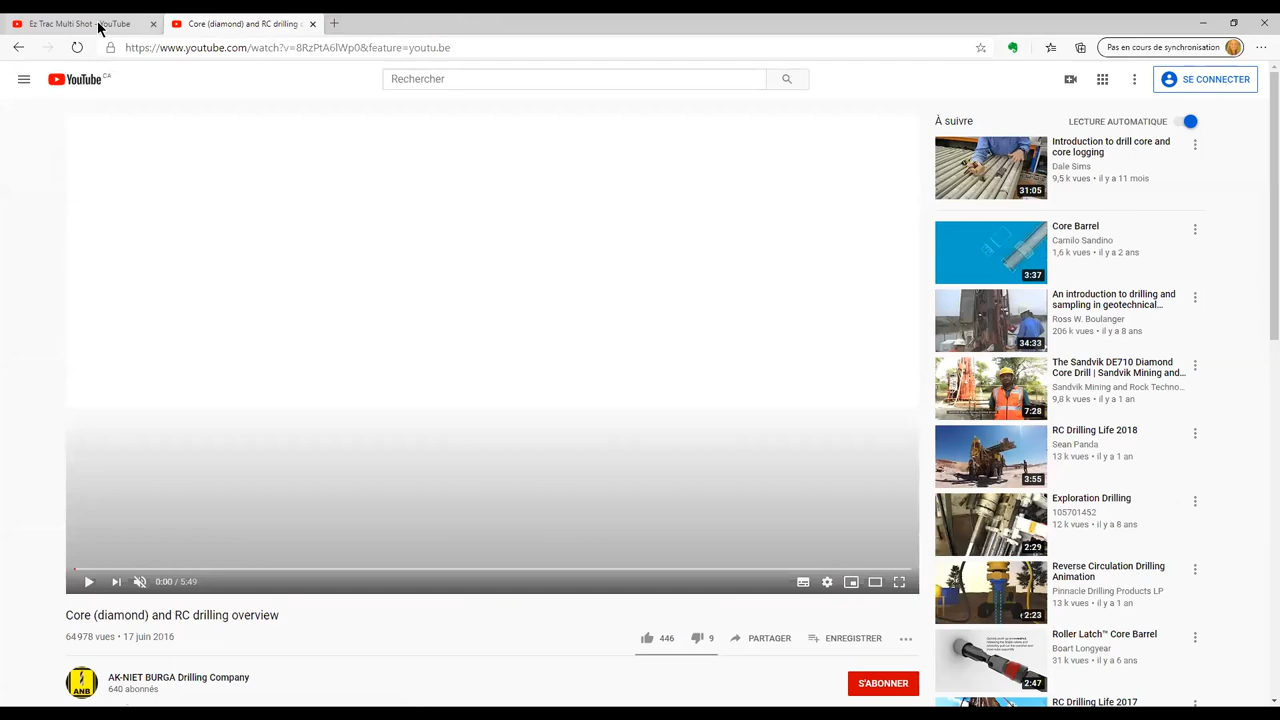 Ez Trac Multi Shot - YouTube
Core (diamond) and RC drilling
https://www.youtube.com/watch?v=8RzPtA6lWp0&feature=youtu.be
Pas en cours de synchronisation
YouTube CA
Rechercher
SE CONNECTER
À suivre
LECTURE AUTOMATIQUE
Introduction to drill core and
core logging
Dale Sims
9,5 k vues • il y a 11 mois
31:05
Core Barrel
Camilo Sandino
1,6 k vues • il y a 2 ans
3:37
An introduction to drilling and
sampling in geotechnical...
Ross W. Boulanger
206 k vues • il y a 8 ans
34:33
The Sandvik DE710 Diamond
Core Drill | Sandvik Mining and...
Sandvik Mining and Rock Techno...
9,8 k vues • il y a 1 an
7:28
RC Drilling Life 2018
Sean Panda
13 k vues • il y a 1 an
3:55
Exploration Drilling
105701452
12 k vues • il y a 8 ans
2:29
Reverse Circulation Drilling
Animation
Pinnacle Drilling Products LP
13 k vues • il y a 1 an
2:23
Roller Latch™ Core Barrel
Boart Longyear
31 k vues • il y a 6 ans
2:47
RC Drilling Life 2017
0:00 / 5:49
Core (diamond) and RC drilling overview
64 978 vues • 17 juin 2016
446
9
PARTAGER
ENREGISTRER
ANB
AK-NIET BURGA Drilling Company
640 abonnés
S'ABONNER